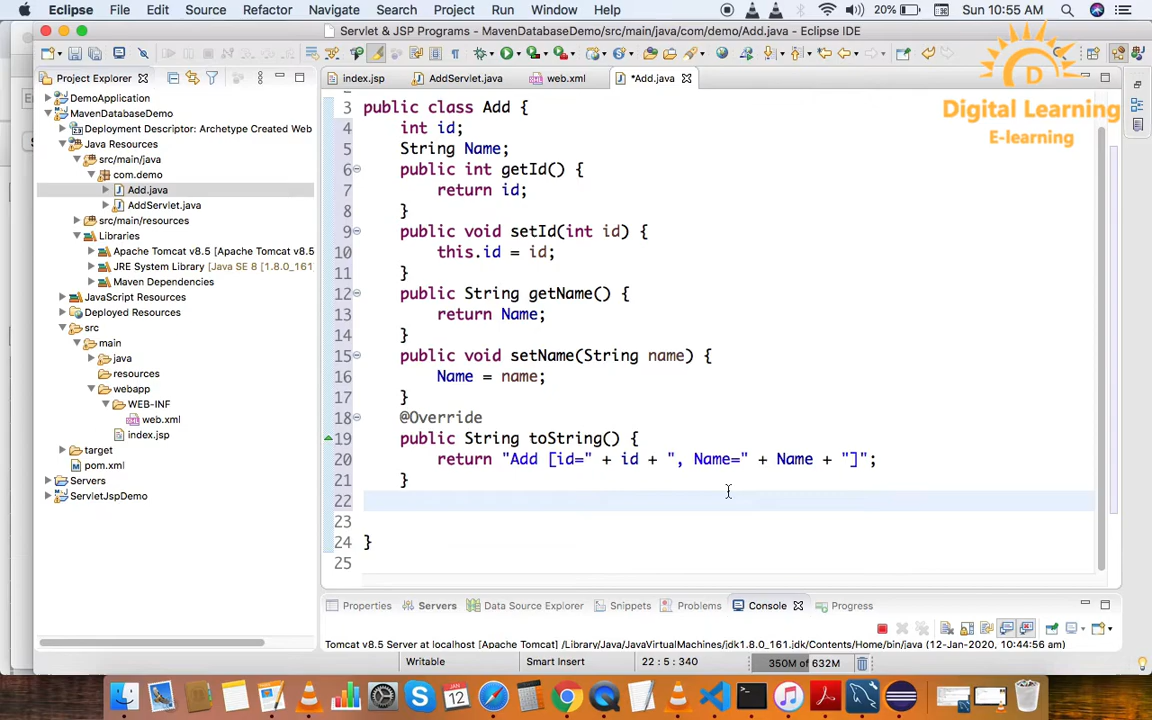 Eclipse File Edit Source Refactor Navigate Search Project Run Window Help 20% Sun 10:55 AM
Servlet & JSP Programs - MavenDatabaseDemo/src/main/java/com/demo/Add.java - Eclipse IDE
D
Digital Learning
E-learning
Project Explorer
index.jsp AddServlet.java web.xml *Add.java
DemoApplication
MavenDatabaseDemo
Deployment Descriptor: Archetype Created Web
Java Resources
src/main/java
com.demo
Add.java
AddServlet.java
src/main/resources
Libraries
Apache Tomcat v8.5 [Apache Tomcat v8.5
JRE System Library [Java SE 8 [1.8.0_161]
Maven Dependencies
JavaScript Resources
Deployed Resources
src
main
java
resources
webapp
WEB-INF
web.xml
index.jsp
target
pom.xml
Servers
ServletJspDemo
3 public class Add {
4 int id;
5 String Name;
6 public int getId() {
7 return id;
8 }
9 public void setId(int id) {
10 this.id = id;
11 }
12 public String getName() {
13 return Name;
14 }
15 public void setName(String name) {
16 Name = name;
17 }
18 @Override
19 public String toString() {
20 return "Add [id=" + id + ", Name=" + Name + "]";
21 }
22
23
24 }
25
Properties Servers Data Source Explorer Snippets Problems Console Progress
Tomcat v8.5 Server at localhost [Apache Tomcat] /Library/Java/JavaVirtualMachines/jdk1.8.0_161.jdk/Contents/Home/bin/java (12-Jan-2020, 10:44:56 am)
Writable Smart Insert 22 : 5 : 340 350M of 632M
JAN
12